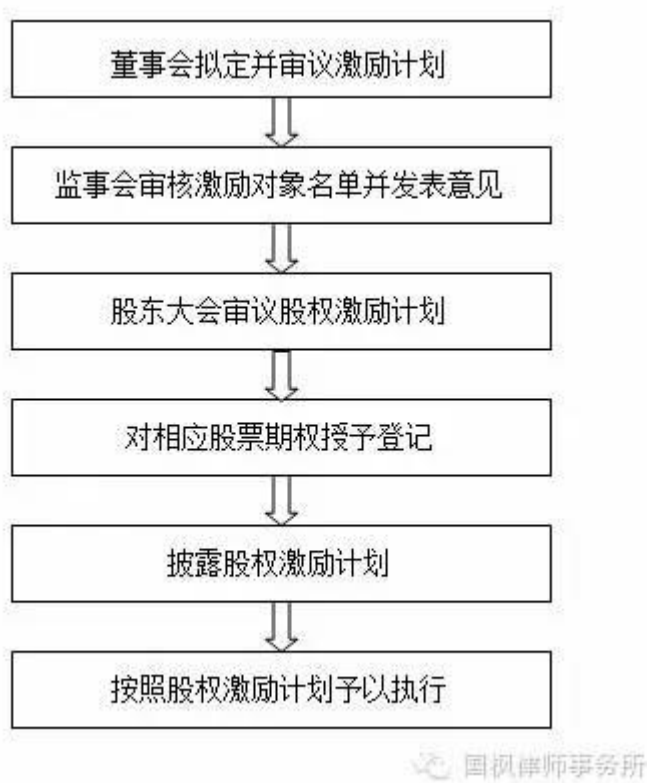 董事会拟定并审议激励计划
监事会审核激励对象名单并发表意见
股东大会审议股权激励计划
对相应股票期权授予登记
披露股权激励计划
按照股权激励计划予以执行
国枫律师事务所